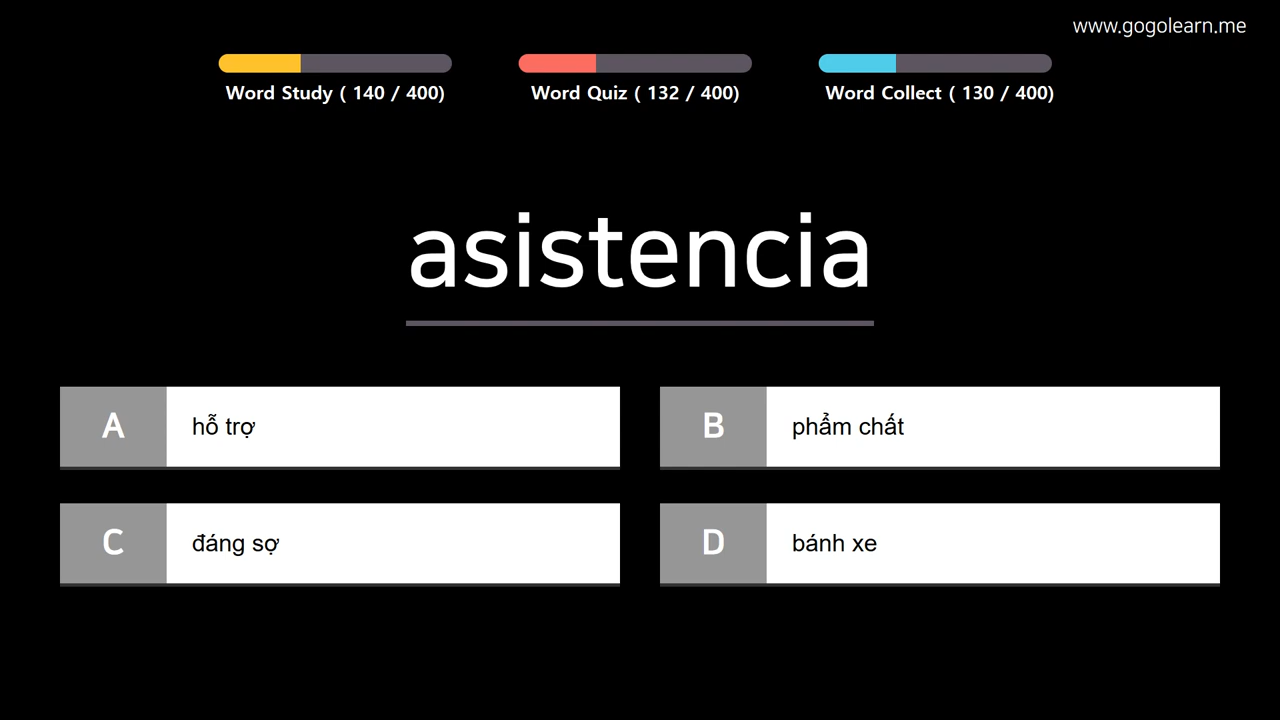 www.gogolearn.me
Word Study ( 140 / 400)
Word Quiz ( 132 / 400)
Word Collect ( 130 / 400)
asistencia
A hỗ trợ
B phẩm chất
C đáng sợ
D bánh xe